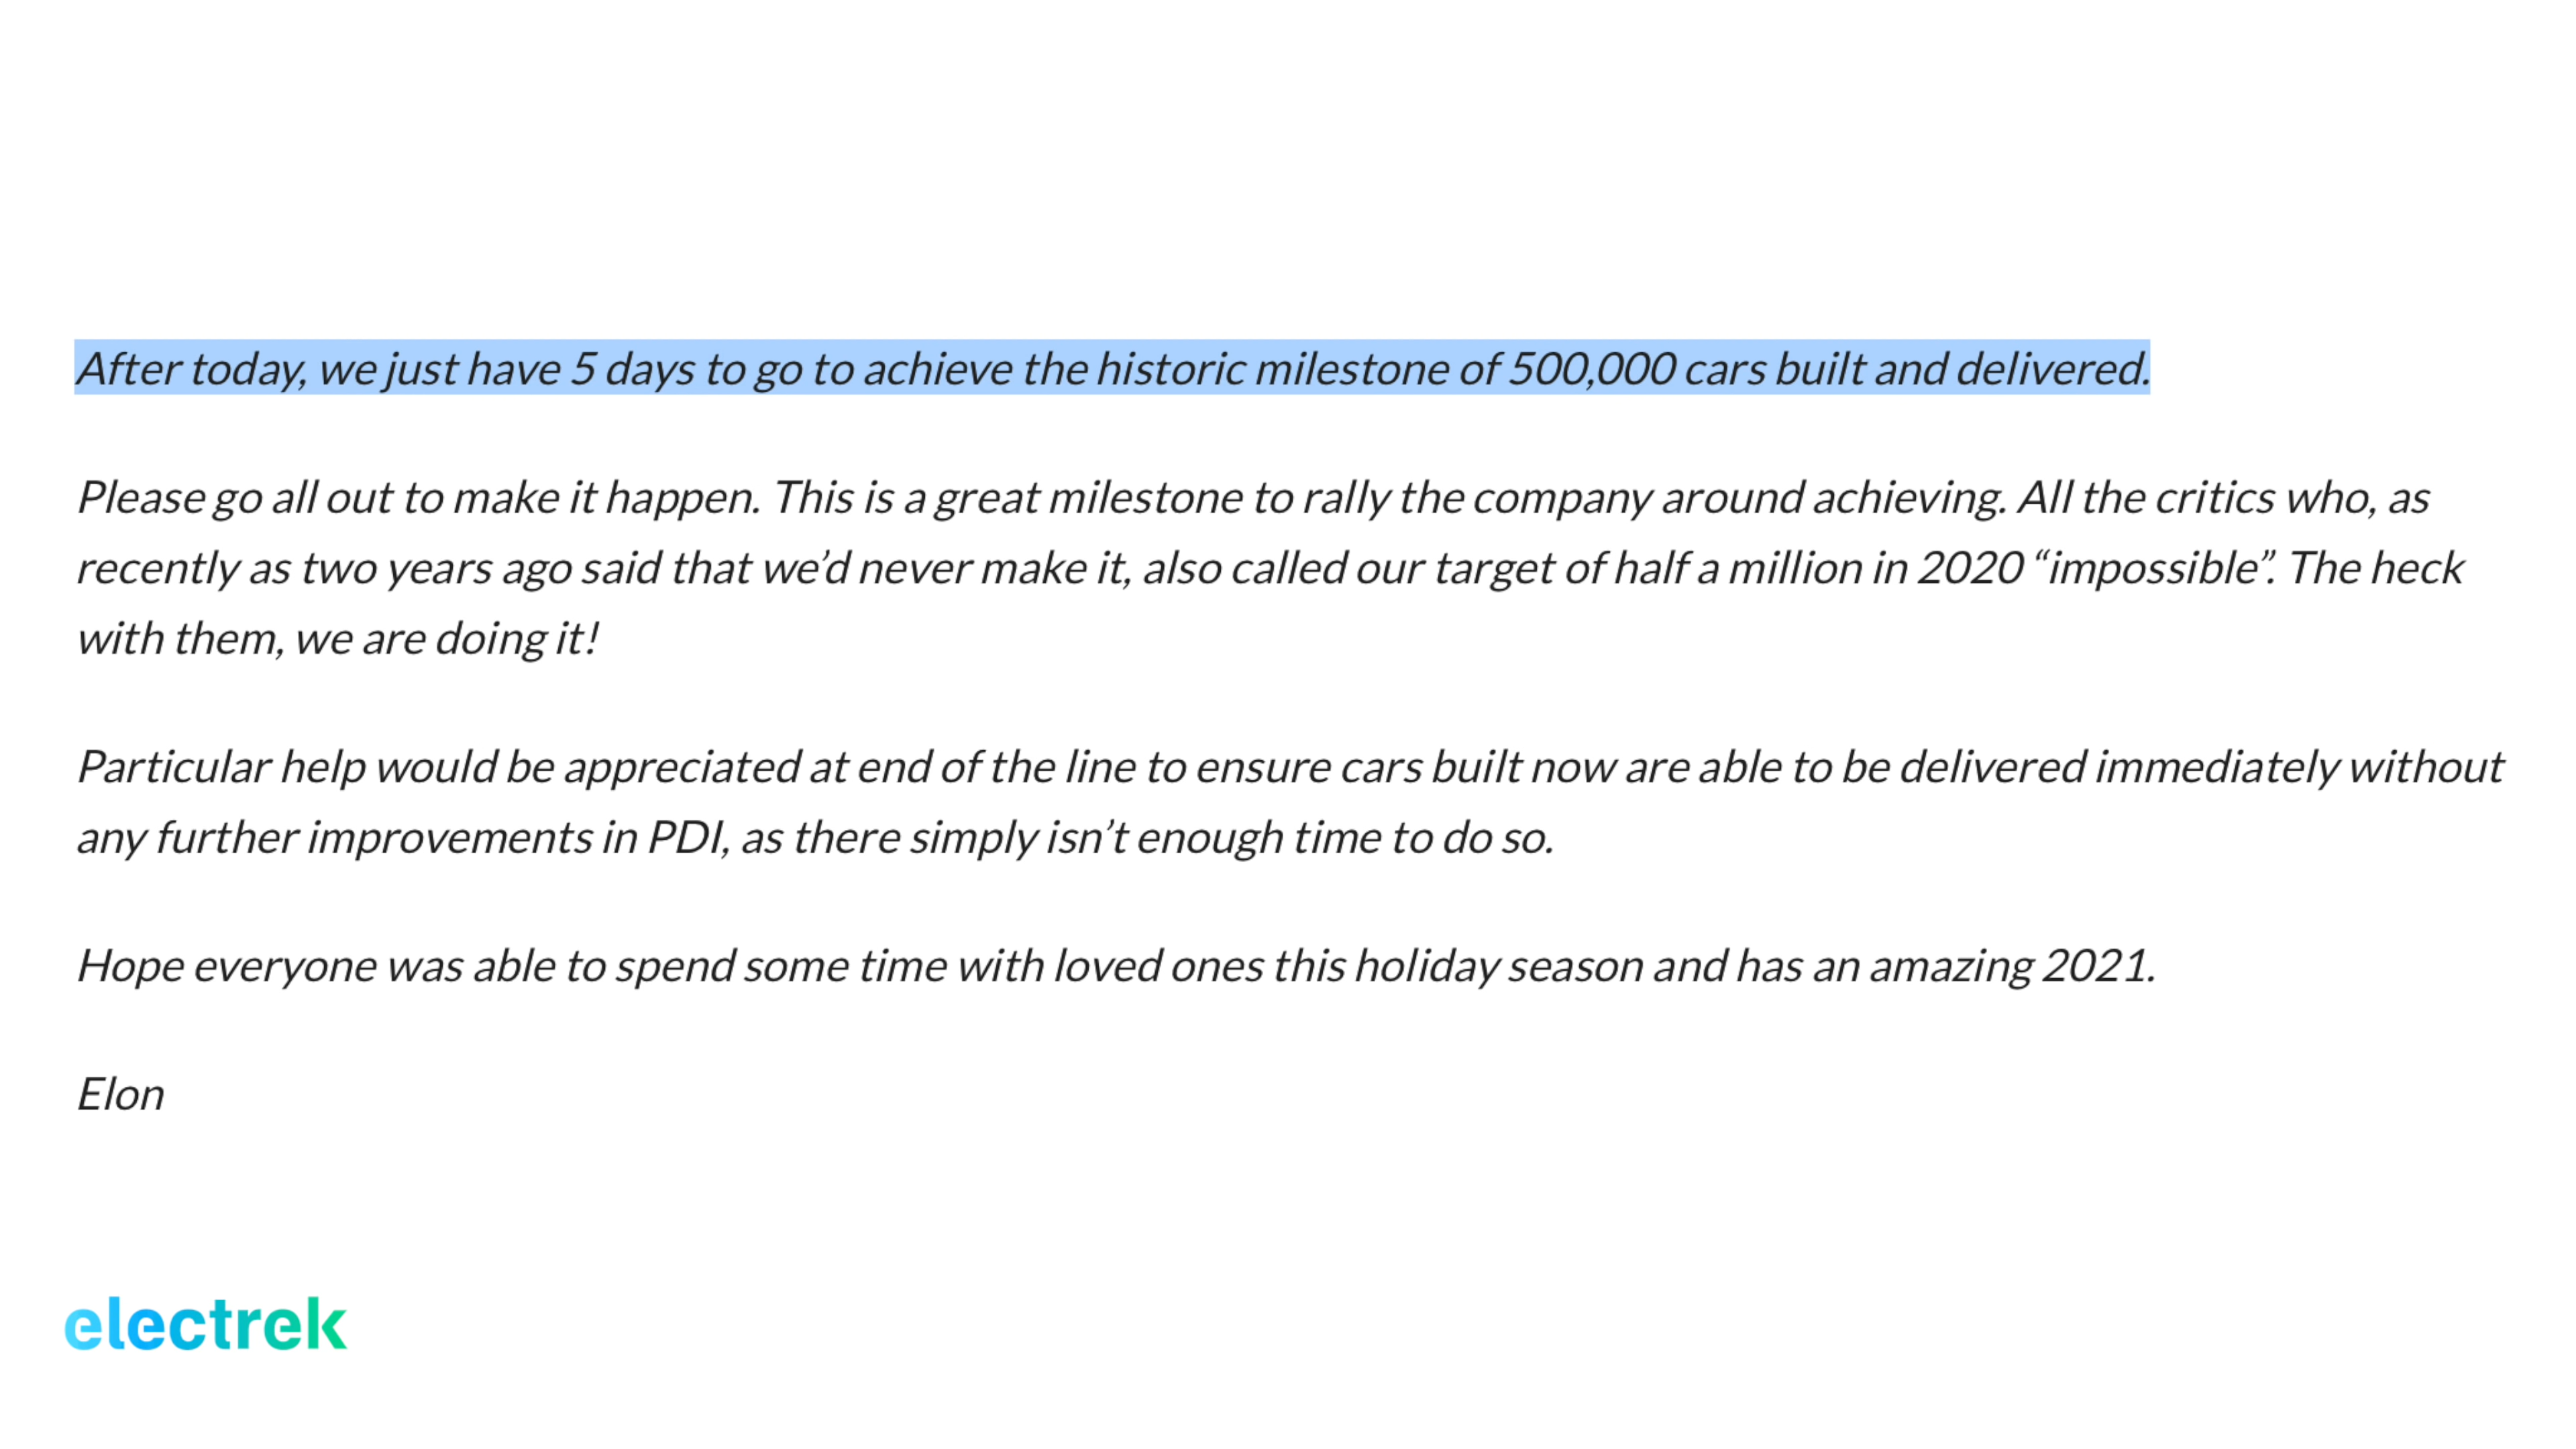 After today, we just have 5 days to go to achieve the historic milestone of 500,000 cars built and delivered.
Please go all out to make it happen. This is a great milestone to rally the company around achieving. All the critics who, as
recently as two years ago said that we’d never make it, also called our target of half a million in 2020 “impossible”. The heck
with them, we are doing it!
Particular help would be appreciated at end of the line to ensure cars built now are able to be delivered immediately without
any further improvements in PDI, as there simply isn’t enough time to do so.
Hope everyone was able to spend some time with loved ones this holiday season and has an amazing 2021.
Elon
electrek